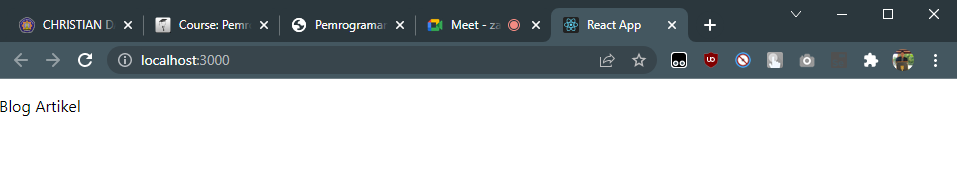 CHRISTIAN D
Course: Pemr
Pemrograman
Meet - za
React App
localhost:3000
Blog Artikel